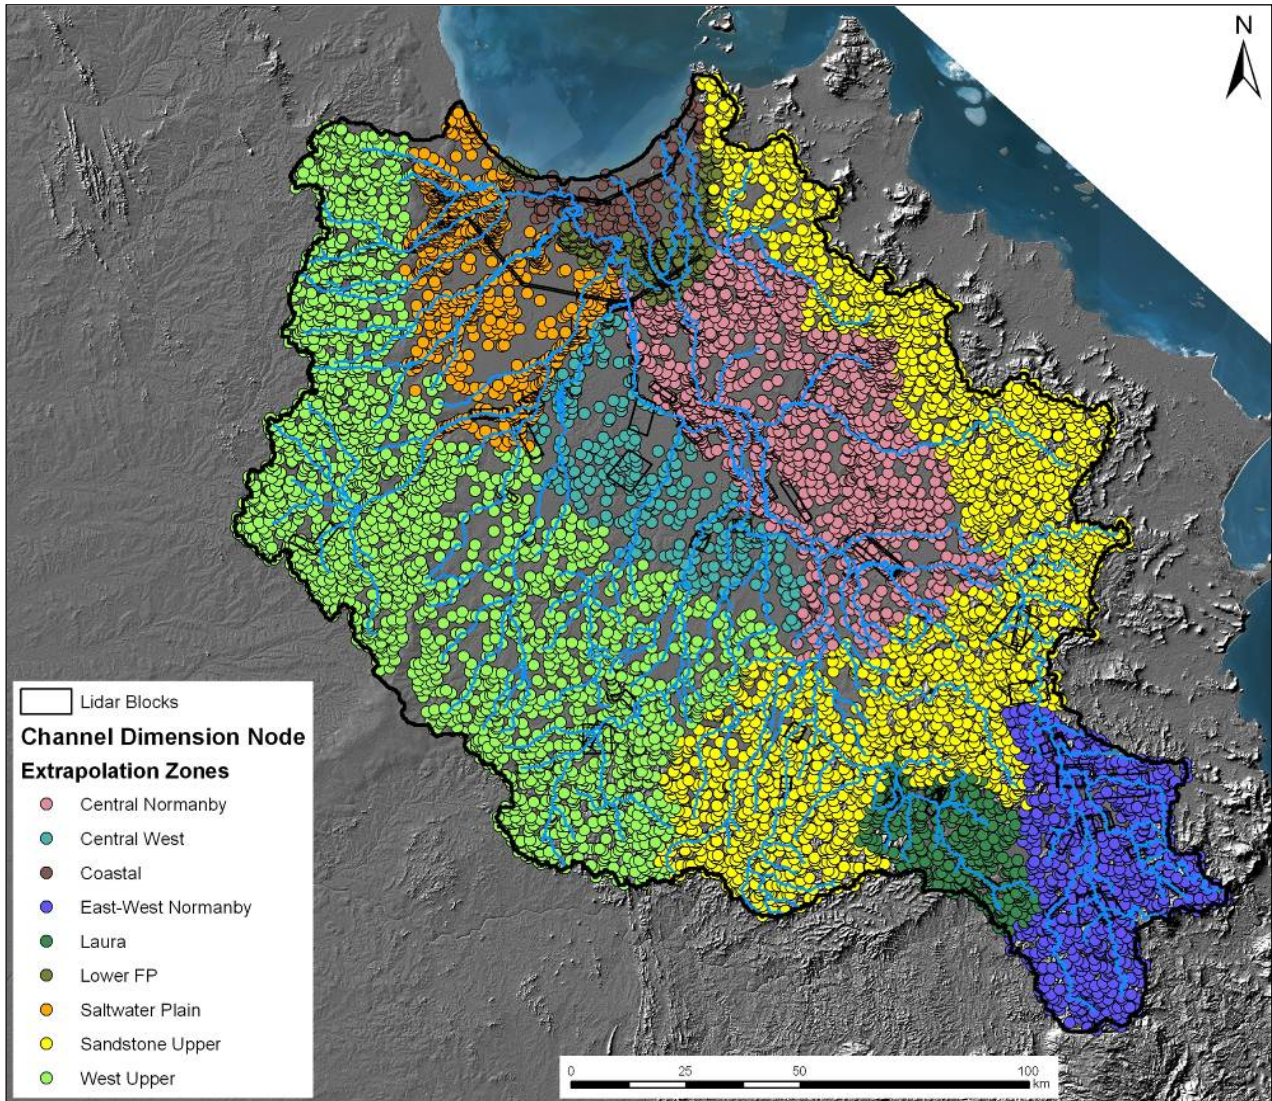 N
Lidar Blocks
Channel Dimension Node
Extrapolation Zones
Central Normanby
Central West
Coastal
East-West Normanby
Laura
Lower FP
Saltwater Plain
Sandstone Upper
West Upper
0 25 50 100
km